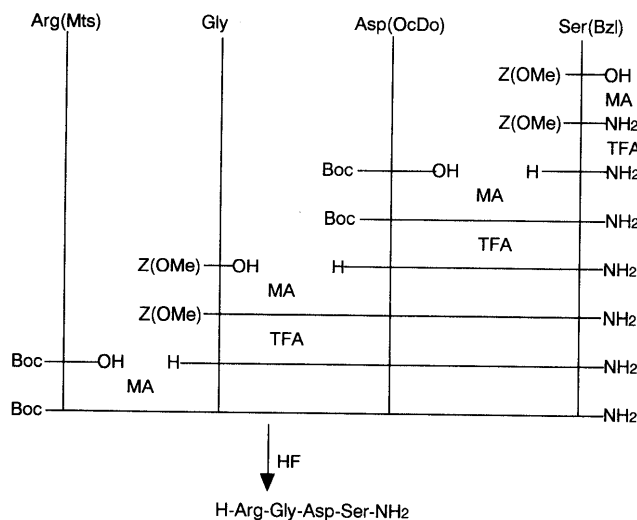 Arg(Mts) Gly Asp(OcDo) Ser(Bzl)
Z(OMe) OH
MA
Z(OMe) NH2
TFA
Boc OH H NH2
MA
Boc NH2
TFA
Z(OMe) OH H NH2
MA
Z(OMe) NH2
TFA
Boc OH H NH2
MA
Boc NH2
HF
H-Arg-Gly-Asp-Ser-NH2